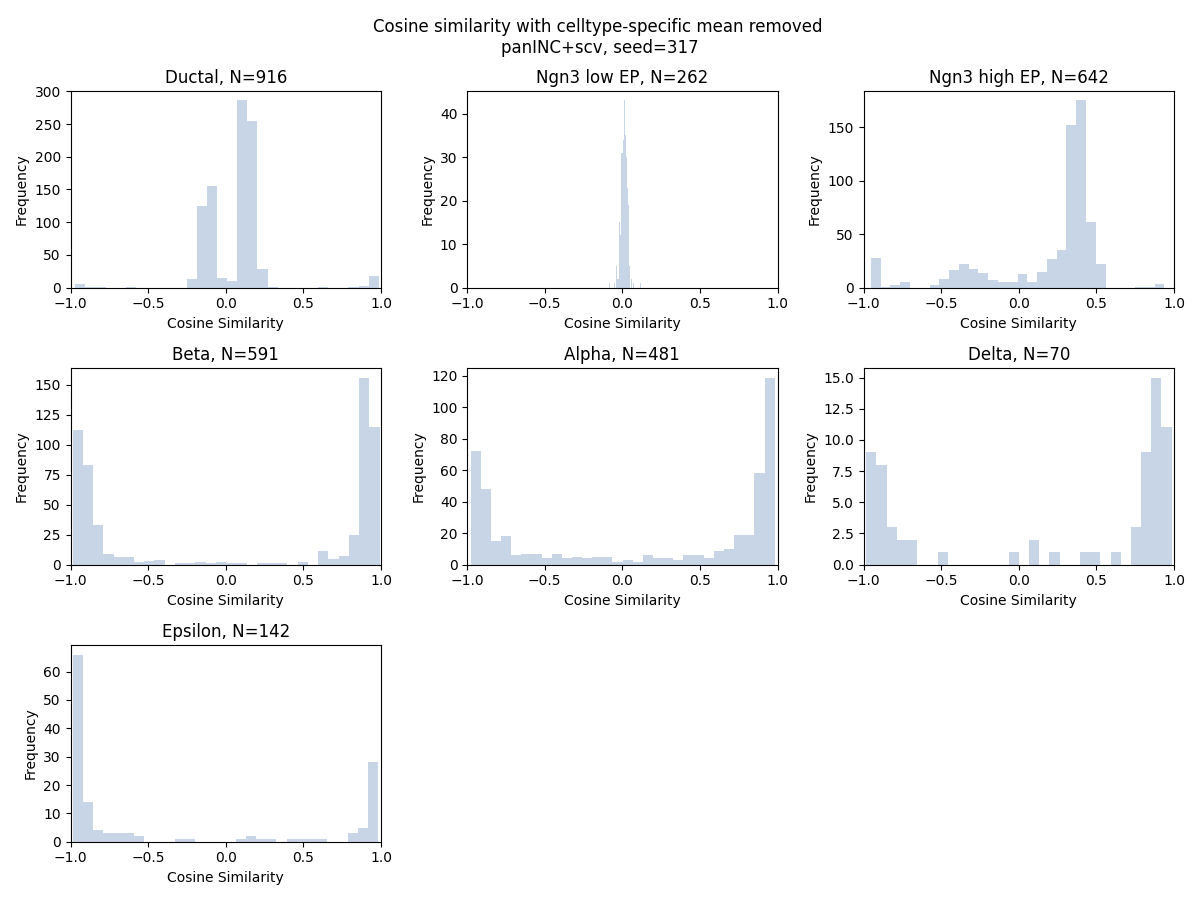 Cosine similarity with celltype-specific mean removed
panINC+scv, seed=317
Ductal, N=916
300
250
200
150
100
50
0
Frequency
−1.0 −0.5 0.0 0.5 1.0
Cosine Similarity
Ngn3 low EP, N=262
40
30
20
10
0
Frequency
−1.0 −0.5 0.0 0.5 1.0
Cosine Similarity
Ngn3 high EP, N=642
150
100
50
0
Frequency
−1.0 −0.5 0.0 0.5 1.0
Cosine Similarity
Beta, N=591
150
125
100
75
50
25
0
Frequency
−1.0 −0.5 0.0 0.5 1.0
Cosine Similarity
Alpha, N=481
120
100
80
60
40
20
0
Frequency
−1.0 −0.5 0.0 0.5 1.0
Cosine Similarity
Delta, N=70
15.0
12.5
10.0
7.5
5.0
2.5
0.0
Frequency
−1.0 −0.5 0.0 0.5 1.0
Cosine Similarity
Epsilon, N=142
60
50
40
30
20
10
0
Frequency
−1.0 −0.5 0.0 0.5 1.0
Cosine Similarity